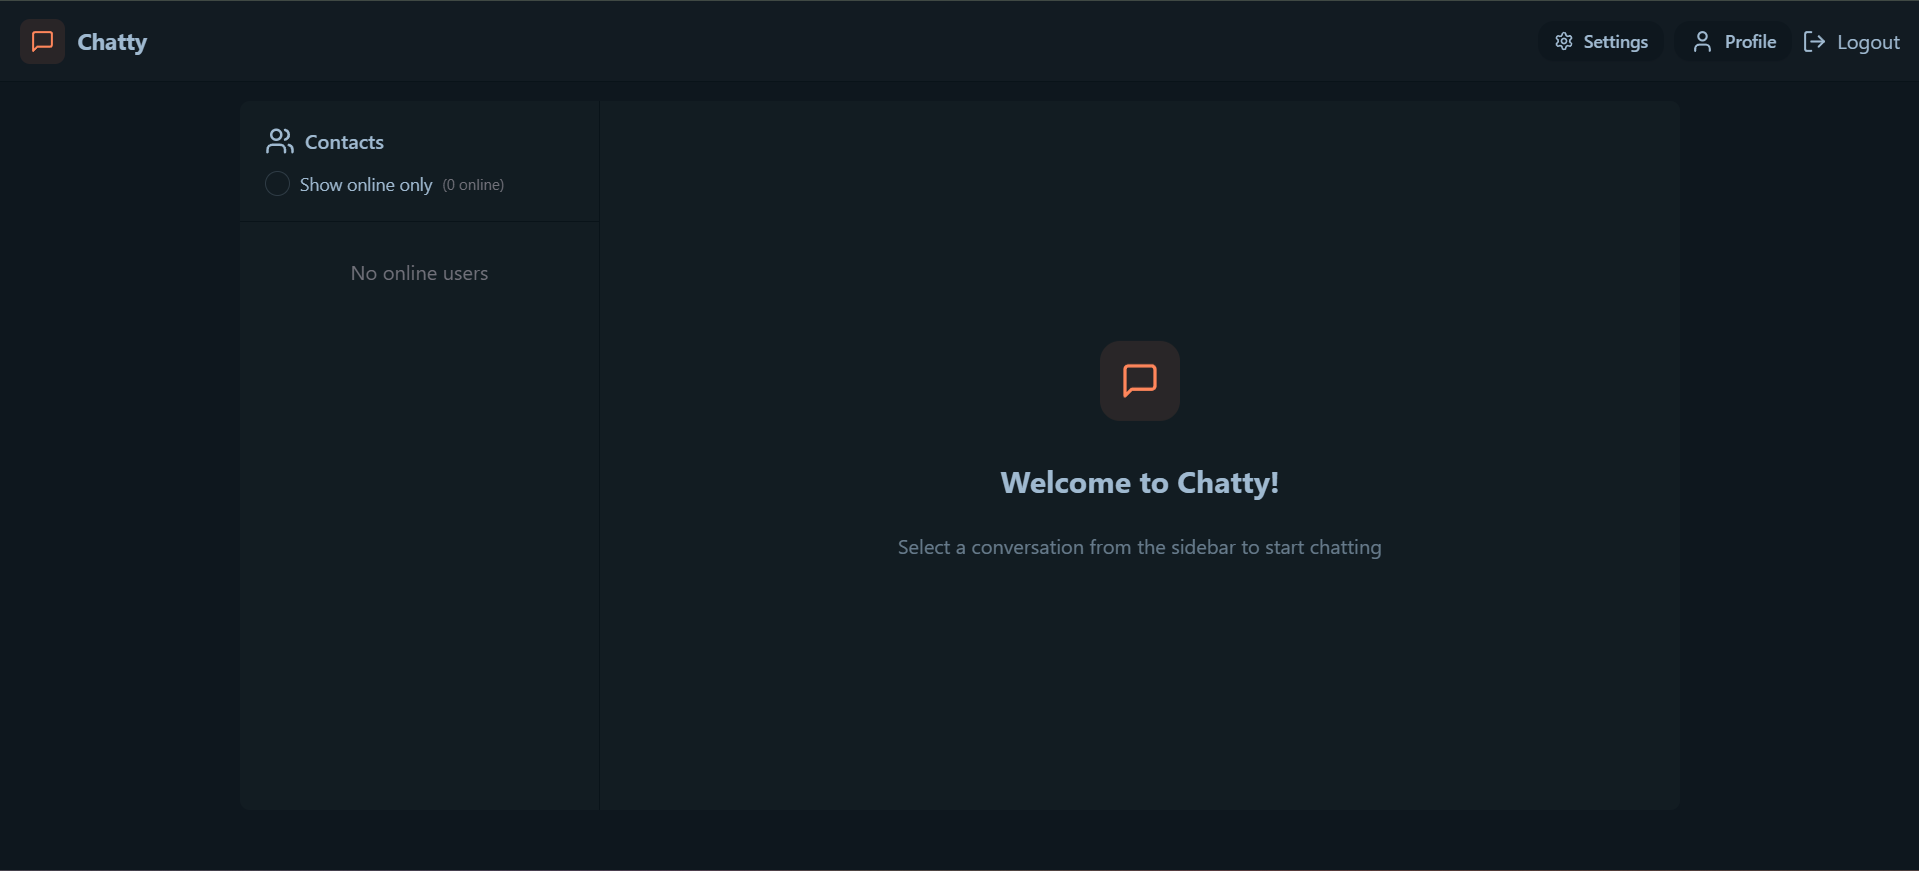 Chatty
Settings
Profile
Logout
Contacts
Show online only (0 online)
No online users
Welcome to Chatty!
Select a conversation from the sidebar to start chatting